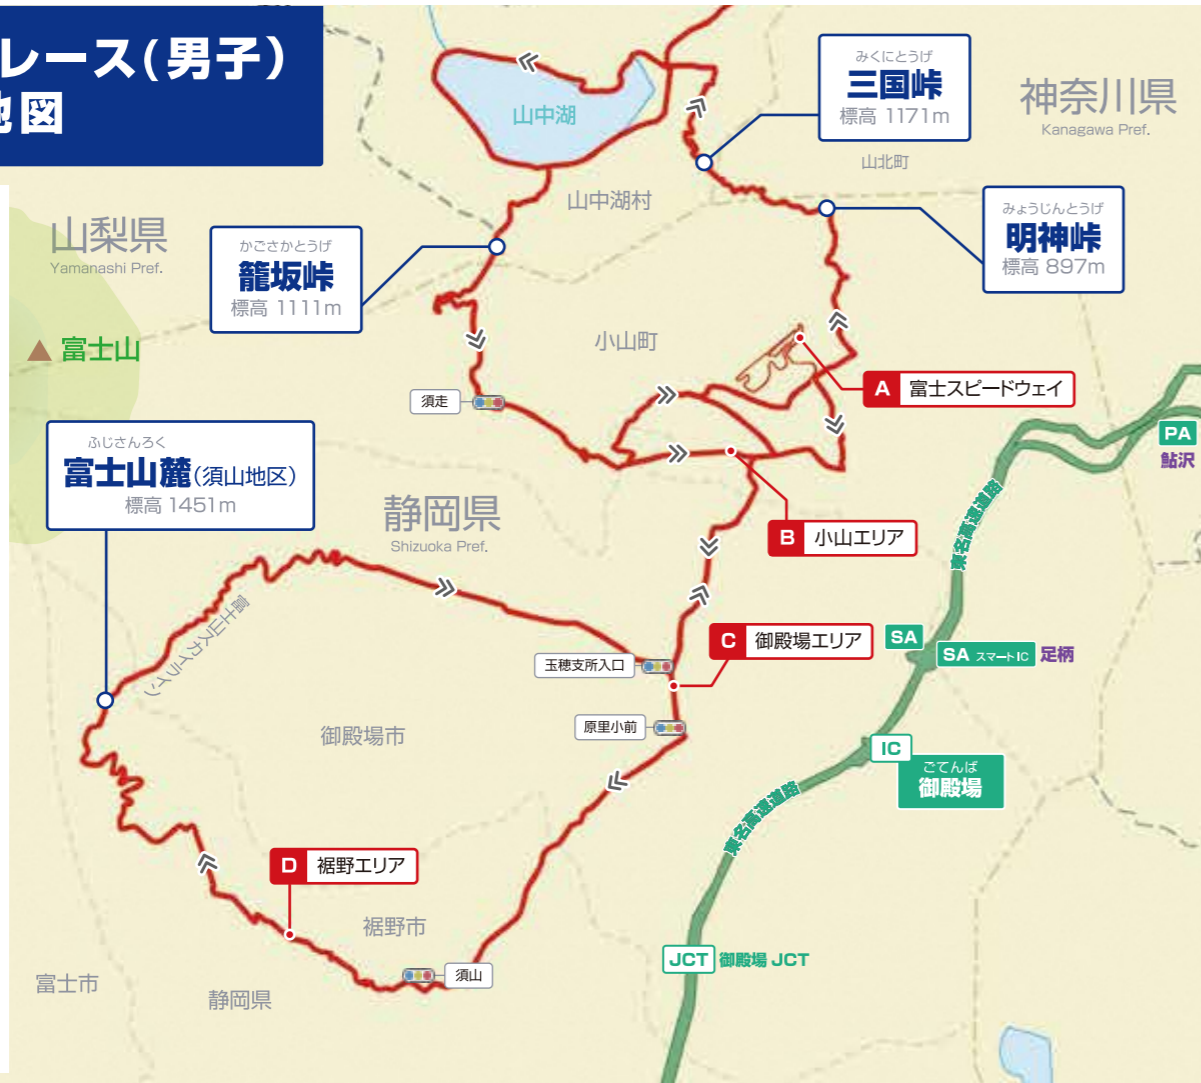 レース(男子)
地図
みくにとうげ
三国峠
標高 1171m
神奈川県
Kanagawa Pref.
山中湖
山北町
山中湖村
みょうじんとうげ
明神峠
標高 897m
山梨県
Yamanashi Pref.
かごさかとうげ
籠坂峠
標高 1111m
富士山
小山町
A 富士スピードウェイ
須走
PA
鮎沢
ふじさんろく
富士山麓(須山地区)
標高 1451m
静岡県
Shizuoka Pref.
東名高速道路
B 小山エリア
富士山スカイライン
C 御殿場エリア
SA
SA スマートIC 足柄
玉穂支所入口
原里小前
御殿場市
IC
ごてんば
御殿場
東名高速道路
D 裾野エリア
裾野市
JCT 御殿場 JCT
須山
富士市
静岡県